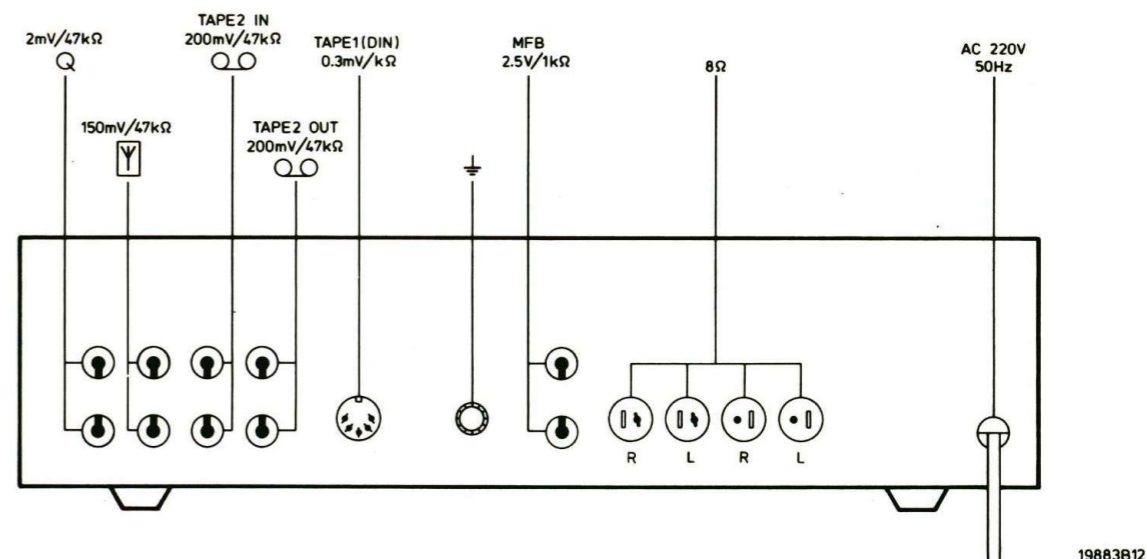 2mV/47kΩ
TAPE2 IN
200mV/47kΩ
TAPE1(DIN)
0.3mV/kΩ
MFB
2.5V/1kΩ
8Ω
AC 220V
50Hz
150mV/47kΩ
TAPE2 OUT
200mV/47kΩ
R L R L
19883B12